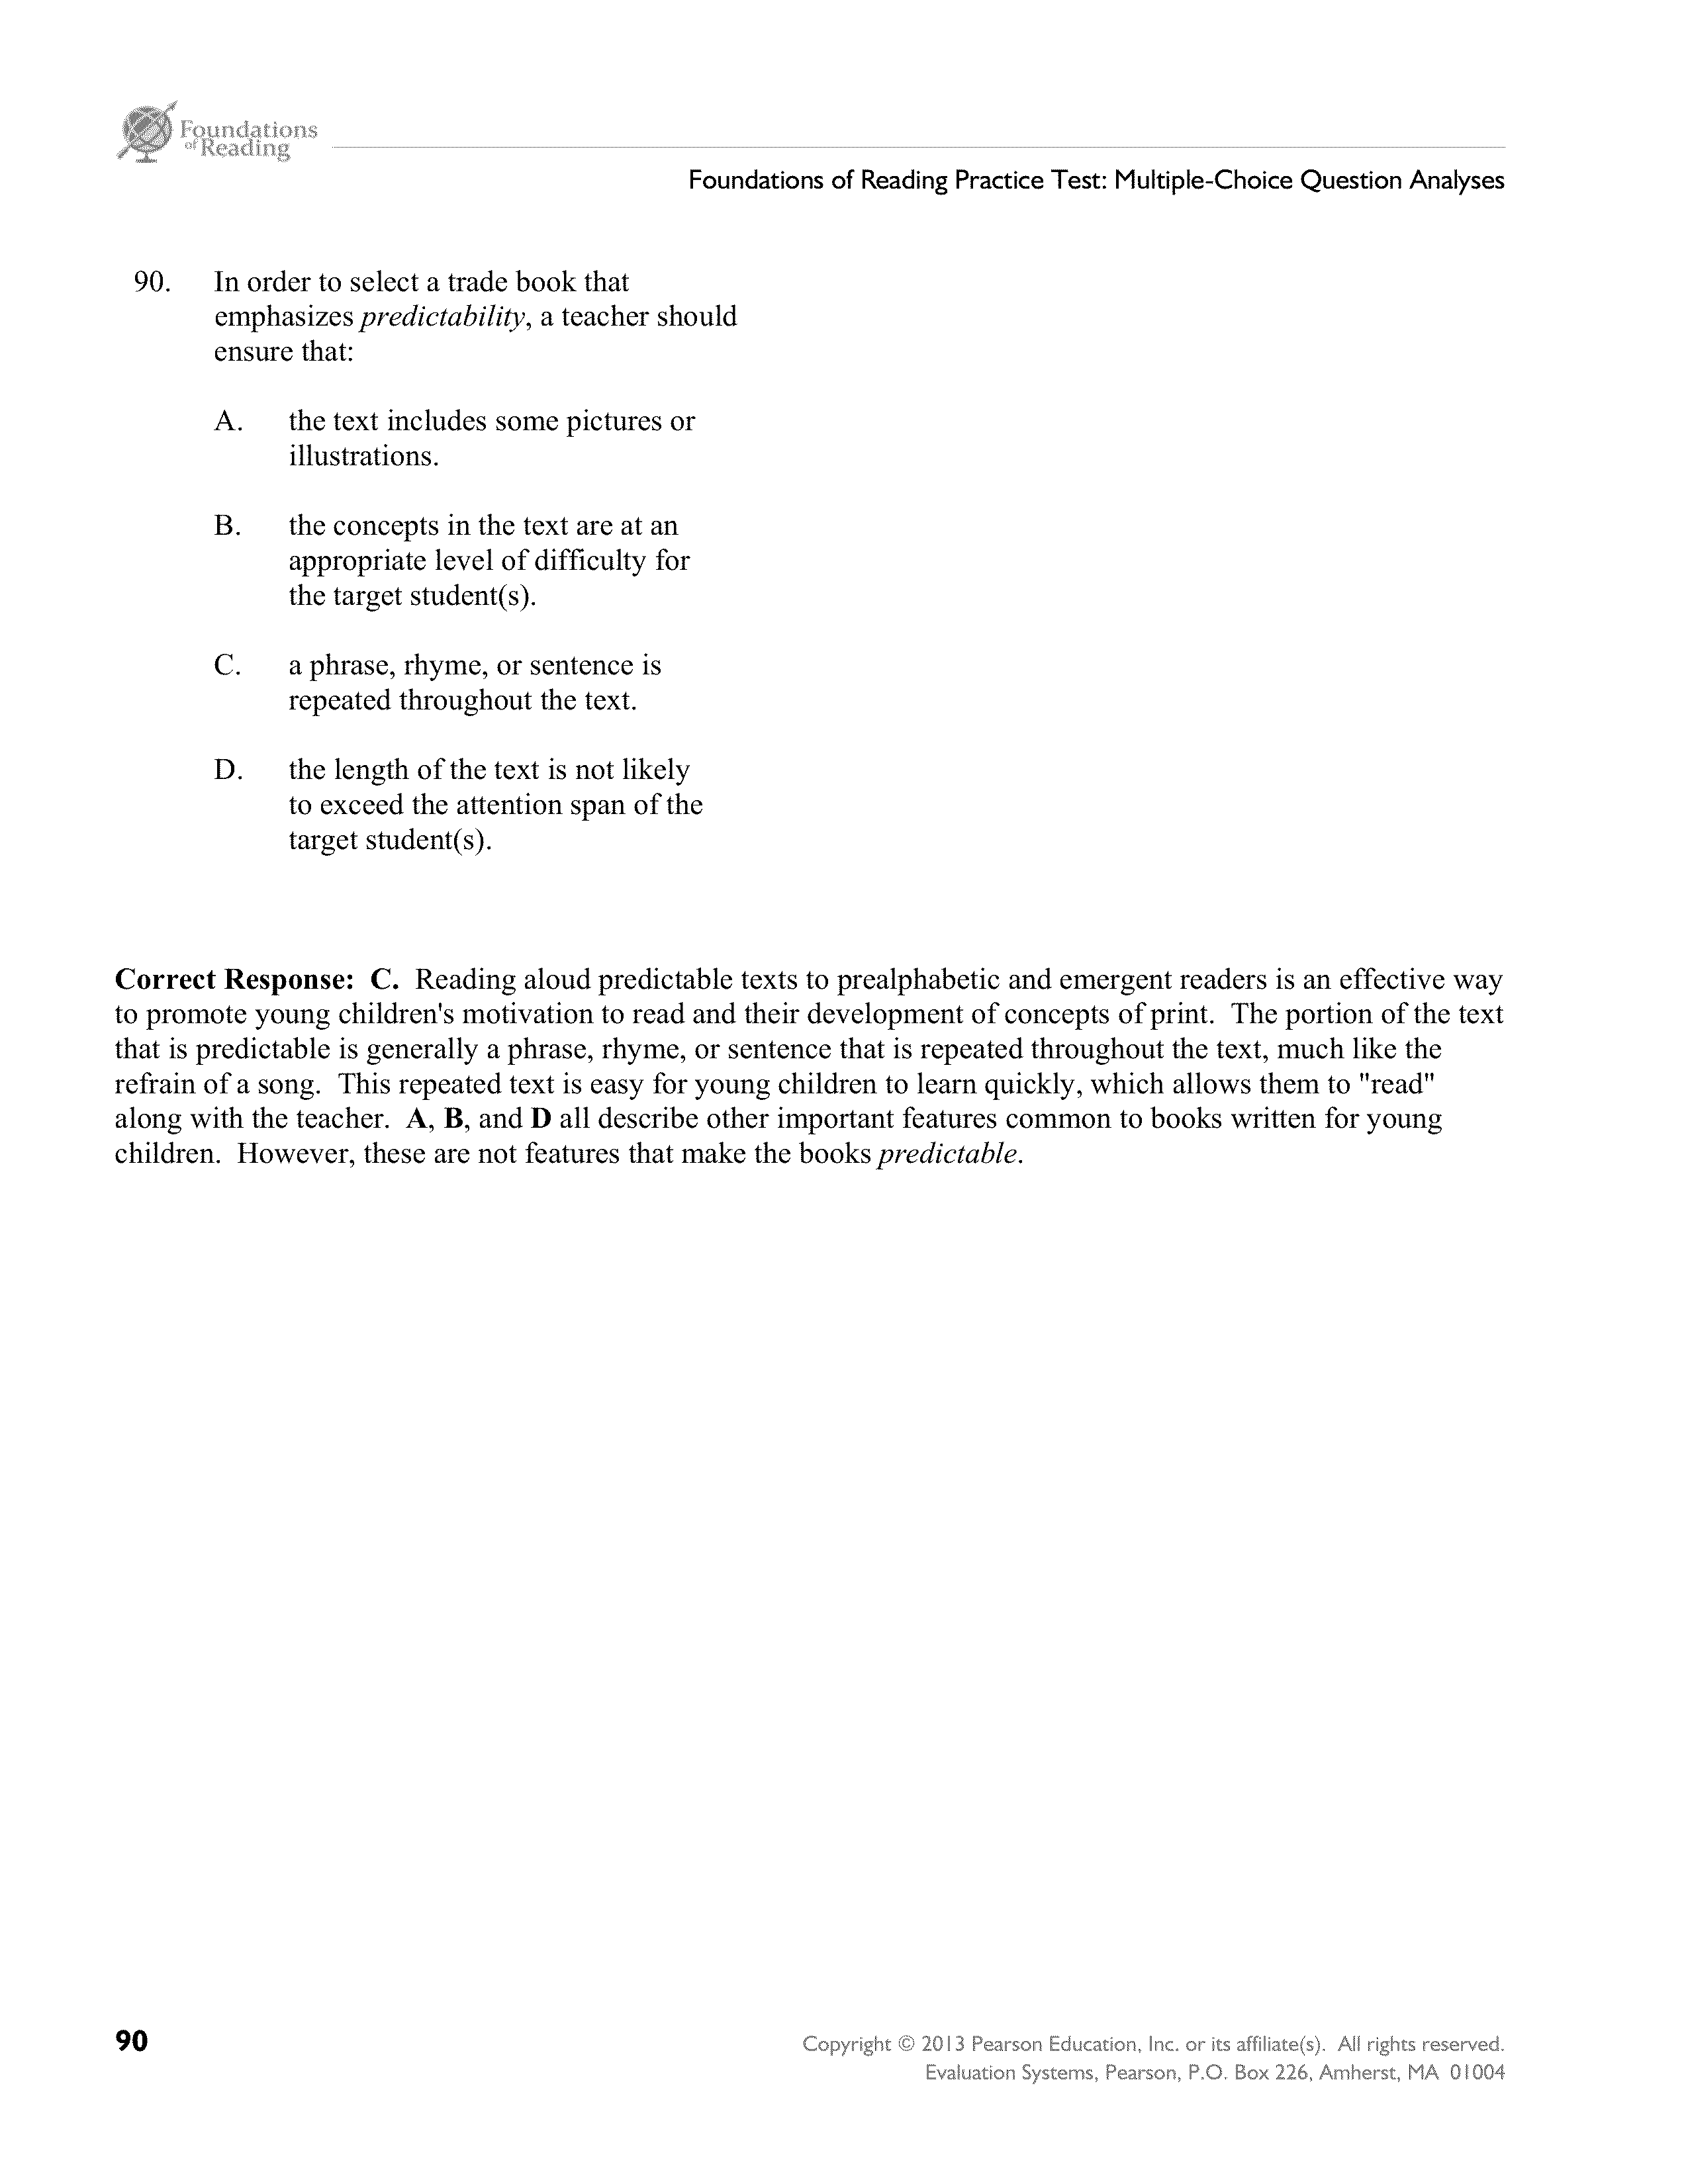 Foundations
of Reading
Foundations of Reading Practice Test: Multiple-Choice Question Analyses
90. In order to select a trade book that
emphasizes predictability, a teacher should
ensure that:
A. the text includes some pictures or
illustrations.
B. the concepts in the text are at an
appropriate level of difficulty for
the target student(s).
C. a phrase, rhyme, or sentence is
repeated throughout the text.
D. the length of the text is not likely
to exceed the attention span of the
target student(s).
Correct Response: C. Reading aloud predictable texts to prealphabetic and emergent readers is an effective way
to promote young children's motivation to read and their development of concepts of print. The portion of the text
that is predictable is generally a phrase, rhyme, or sentence that is repeated throughout the text, much like the
refrain of a song. This repeated text is easy for young children to learn quickly, which allows them to "read"
along with the teacher. A, B, and D all describe other important features common to books written for young
children. However, these are not features that make the books predictable.
90
Copyright © 2013 Pearson Education, Inc. or its affiliate(s). All rights reserved.
Evaluation Systems, Pearson, P.O. Box 226, Amherst, MA 01004